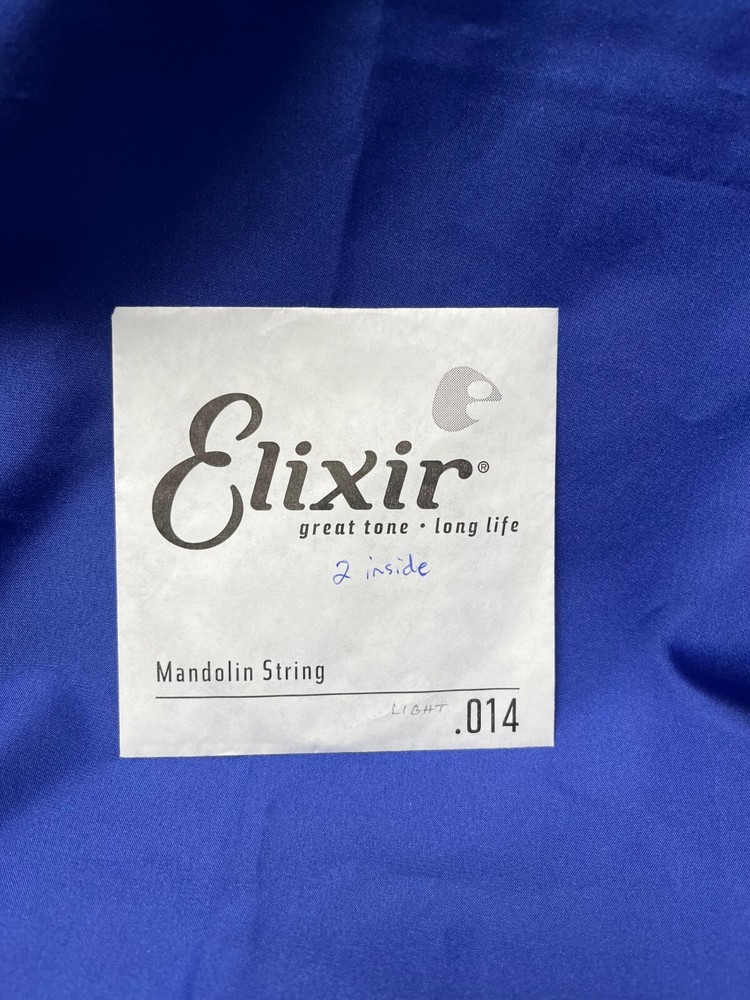 Elixir®
great tone • long life
2 inside
Mandolin String
LIGHT .014